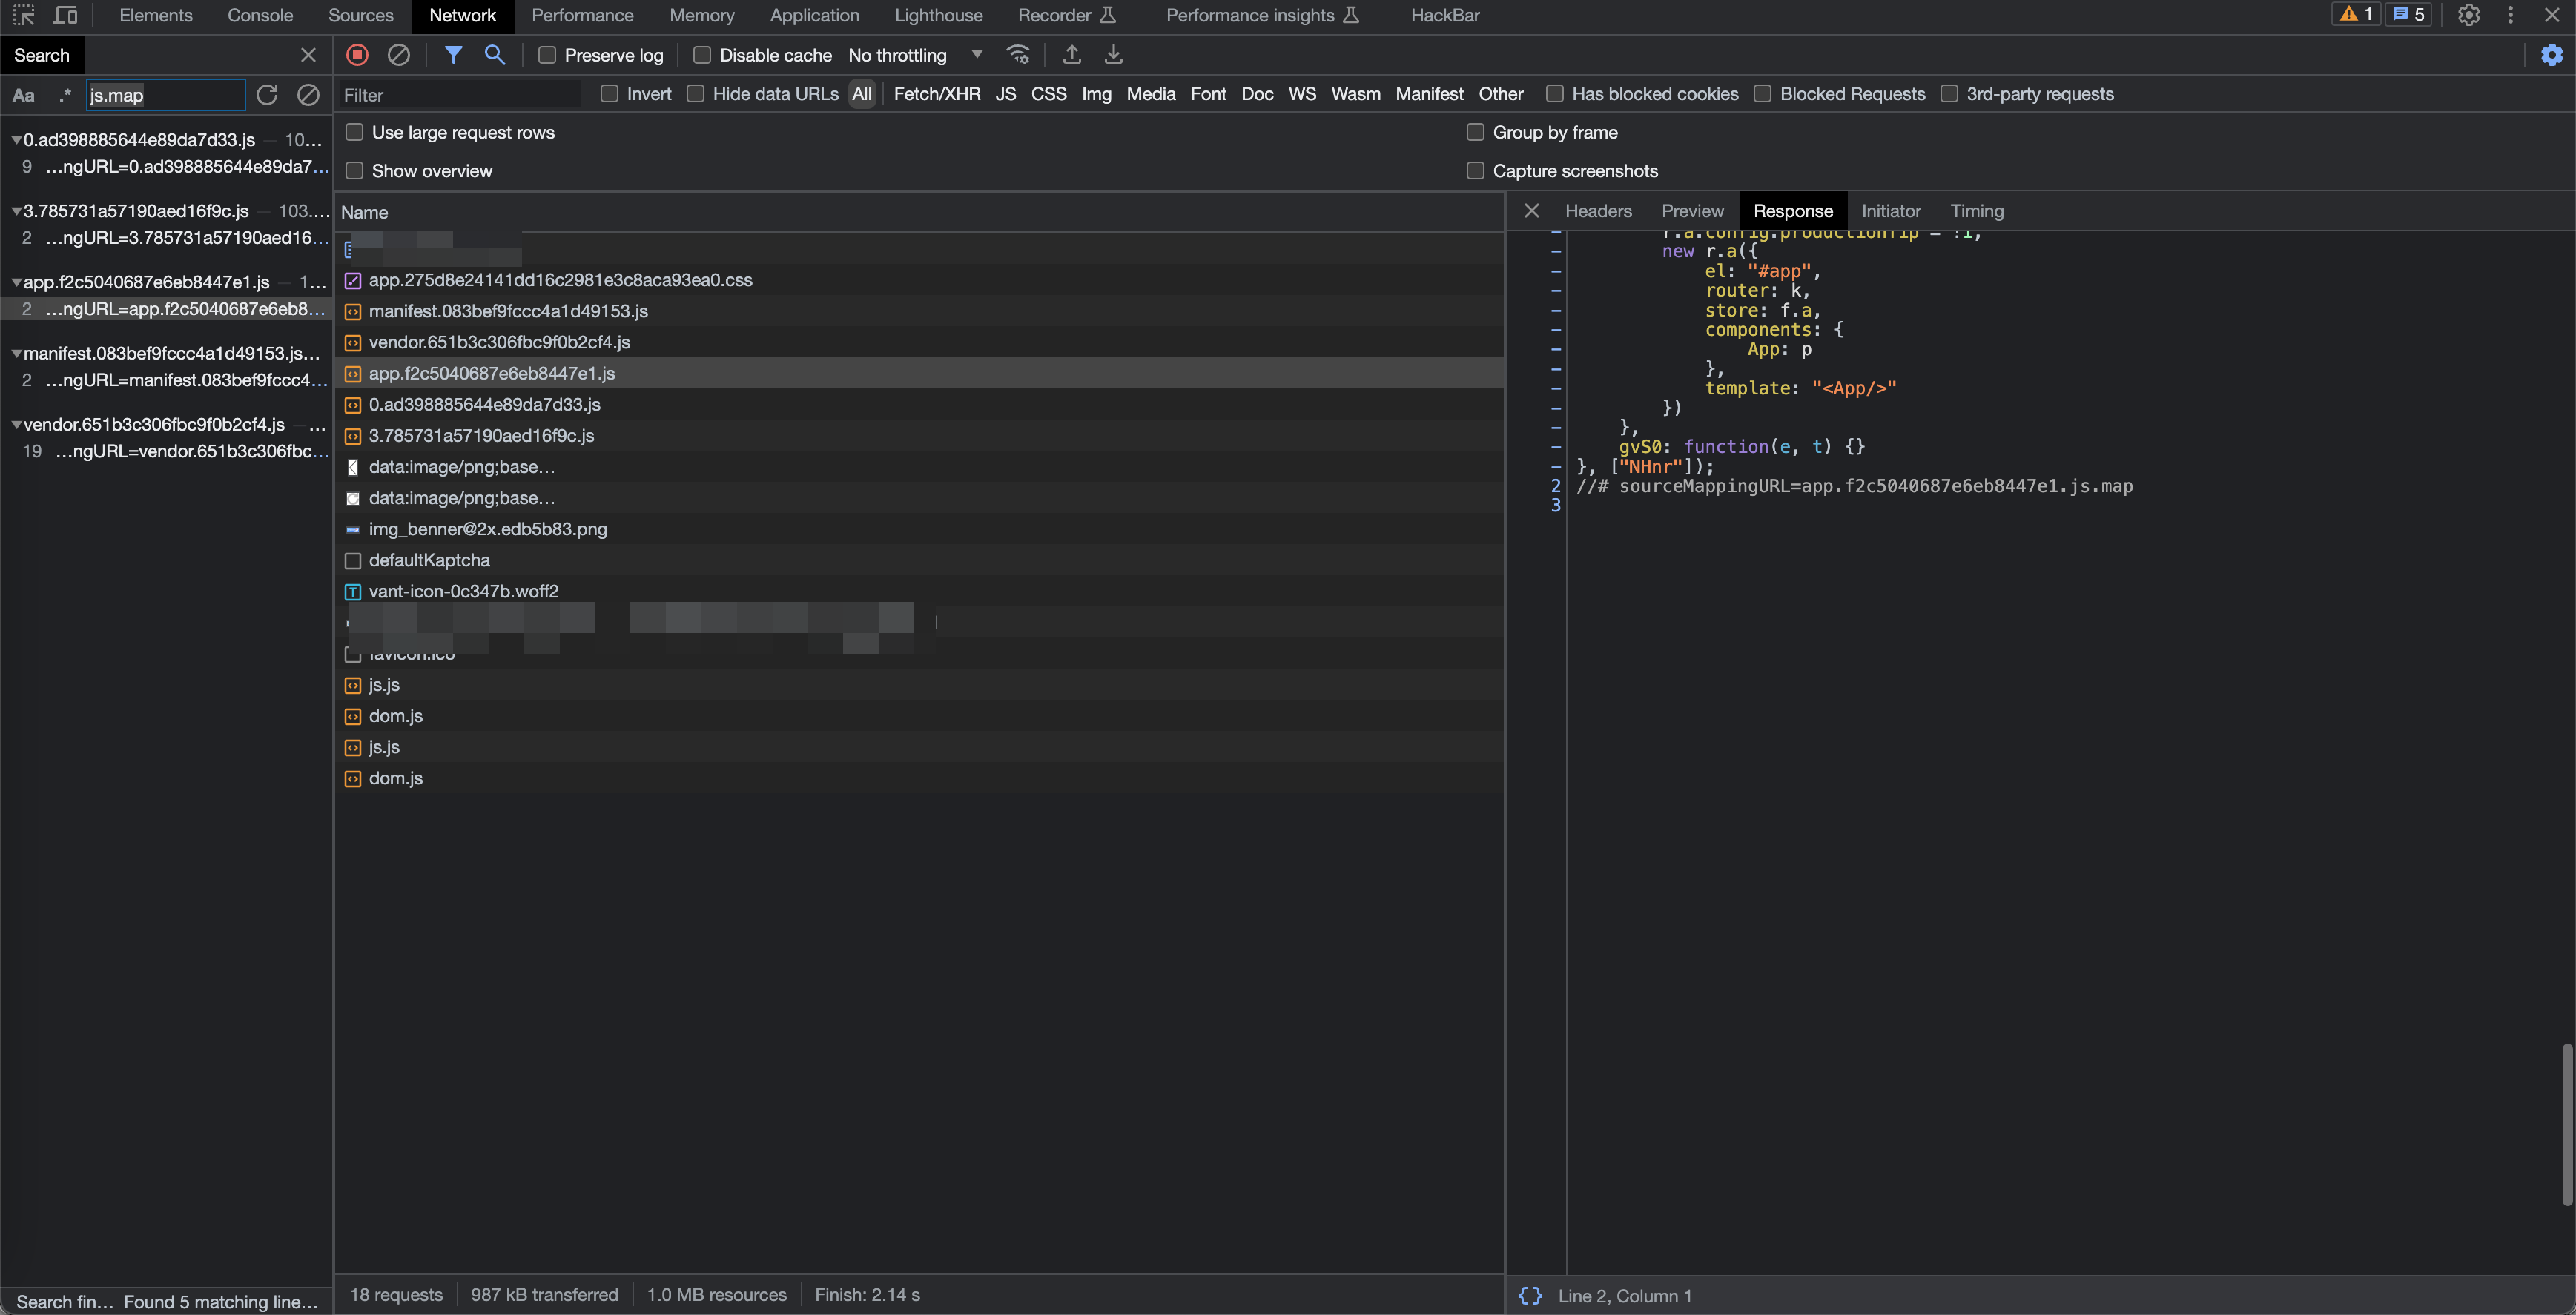 Elements Console Sources Network Performance Memory Application Lighthouse Recorder Performance insights HackBar 1 5
Search
Preserve log Disable cache No throttling
Aa .* js.map
Filter Invert Hide data URLs All Fetch/XHR JS CSS Img Media Font Doc WS Wasm Manifest Other Has blocked cookies Blocked Requests 3rd-party requests
Use large request rows Group by frame
Show overview Capture screenshots
0.ad398885644e89da7d33.js — 10…
9 …ngURL=0.ad398885644e89da7…
3.785731a57190aed16f9c.js — 103.…
2 …ngURL=3.785731a57190aed16…
app.f2c5040687e6eb8447e1.js — 1…
2 …ngURL=app.f2c5040687e6eb8…
manifest.083bef9fccc4a1d49153.js…
2 …ngURL=manifest.083bef9fccc4…
vendor.651b3c306fbc9f0b2cf4.js —…
19 …ngURL=vendor.651b3c306fbc…
Search fin… Found 5 matching line…
Name
app.275d8e24141dd16c2981e3c8aca93ea0.css
manifest.083bef9fccc4a1d49153.js
vendor.651b3c306fbc9f0b2cf4.js
app.f2c5040687e6eb8447e1.js
0.ad398885644e89da7d33.js
3.785731a57190aed16f9c.js
data:image/png;base…
data:image/png;base…
img_benner@2x.edb5b83.png
defaultKaptcha
vant-icon-0c347b.woff2
favicon.ico
js.js
dom.js
js.js
dom.js
18 requests 987 kB transferred 1.0 MB resources Finish: 2.14 s
Headers Preview Response Initiator Timing
r.a.config.productionTip = !1,
new r.a({
el: "#app",
router: k,
store: f.a,
components: {
App: p
},
template: "<App/>"
})
},
gvS0: function(e, t) {}
}, ["NHnr"]);
2 //# sourceMappingURL=app.f2c5040687e6eb8447e1.js.map
3
{} Line 2, Column 1